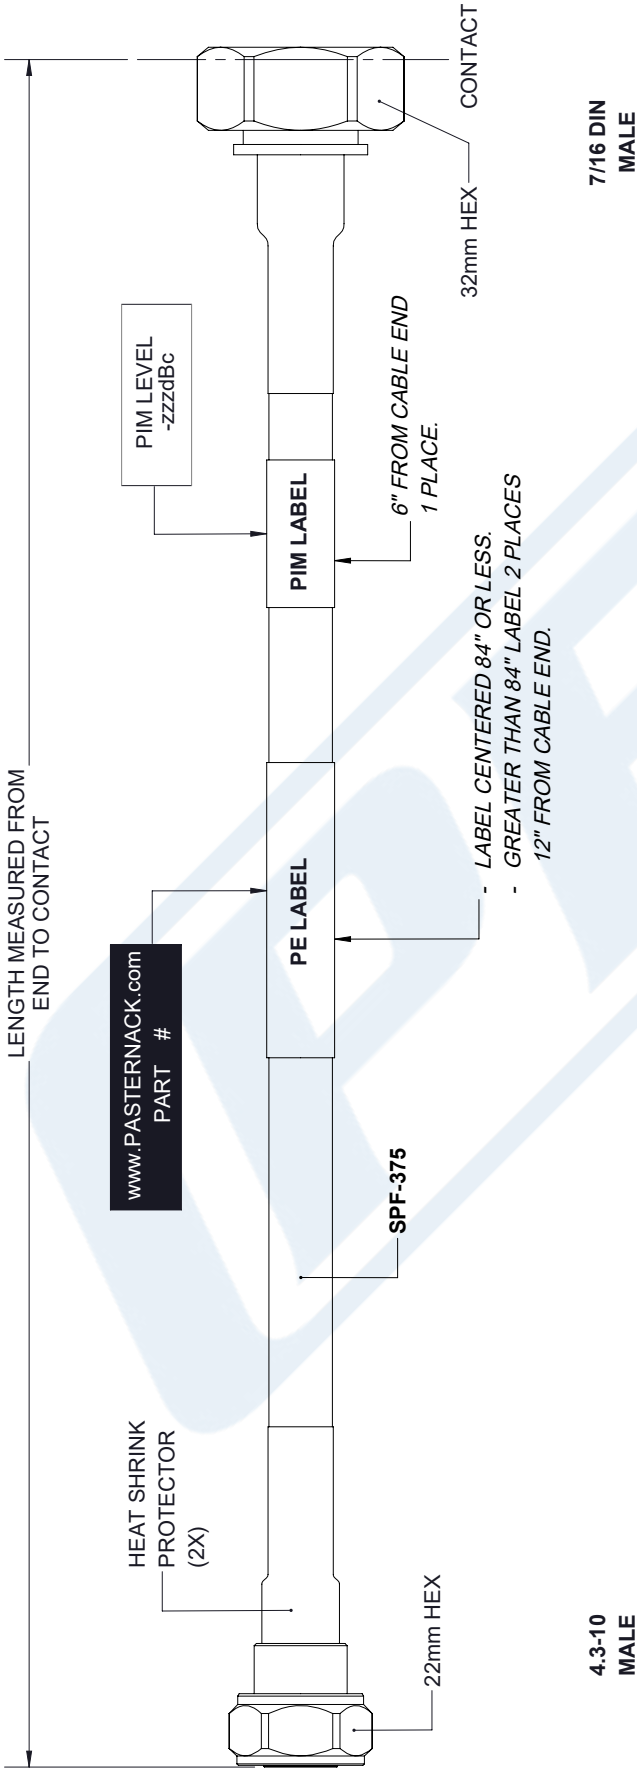 LENGTH MEASURED FROM
END TO CONTACT
HEAT SHRINK
PROTECTOR
(2X)
www.PASTERNACK.com
PART #
PIM LEVEL
-zzzdBc
PE LABEL
PIM LABEL
22mm HEX
SPF-375
- LABEL CENTERED 84" OR LESS.
- GREATER THAN 84" LABEL 2 PLACES
12" FROM CABLE END.
6" FROM CABLE END
1 PLACE.
32mm HEX
CONTACT
4.3-10
MALE
7/16 DIN
MALE